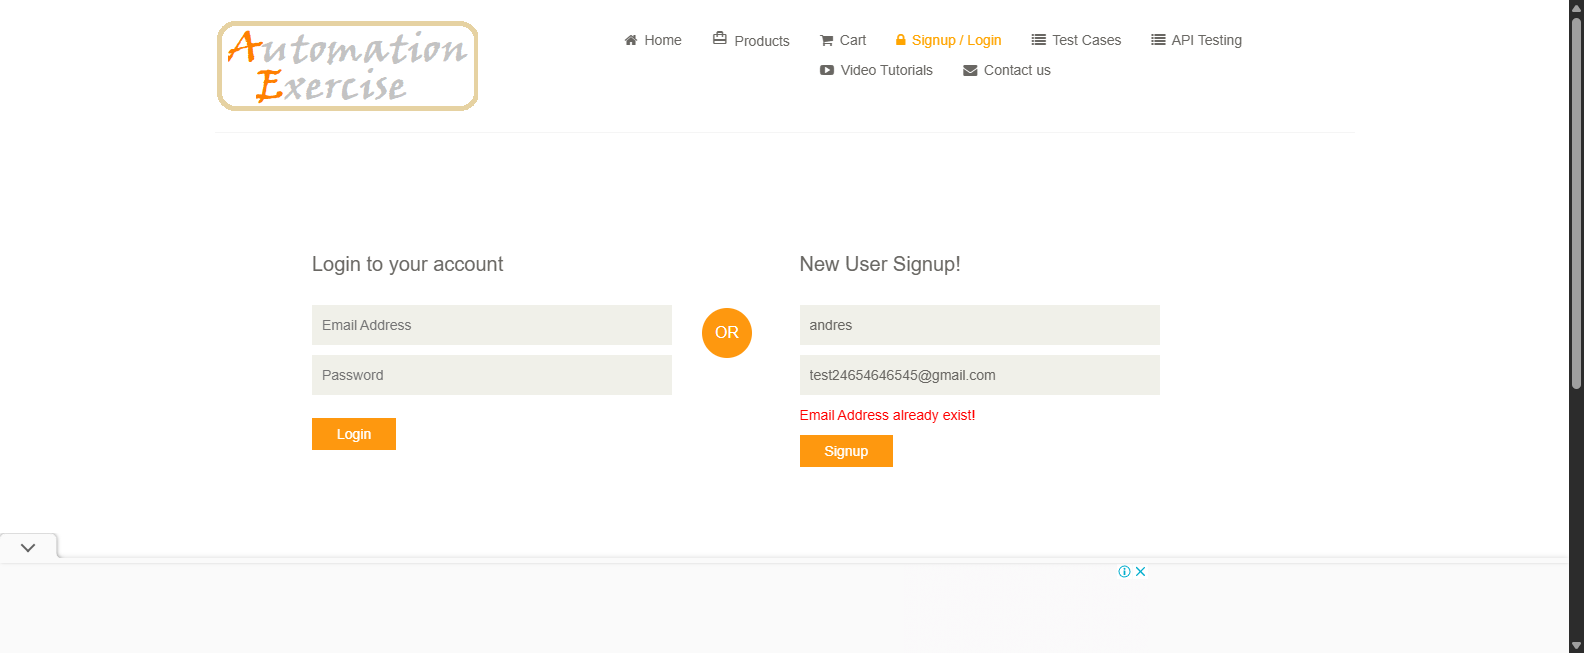 Automation
Exercise
Home
Products
Cart
Signup / Login
Test Cases
API Testing
Video Tutorials
Contact us
Login to your account
Email Address
Password
Login
OR
New User Signup!
andres
test24654646545@gmail.com
Email Address already exist!
Signup